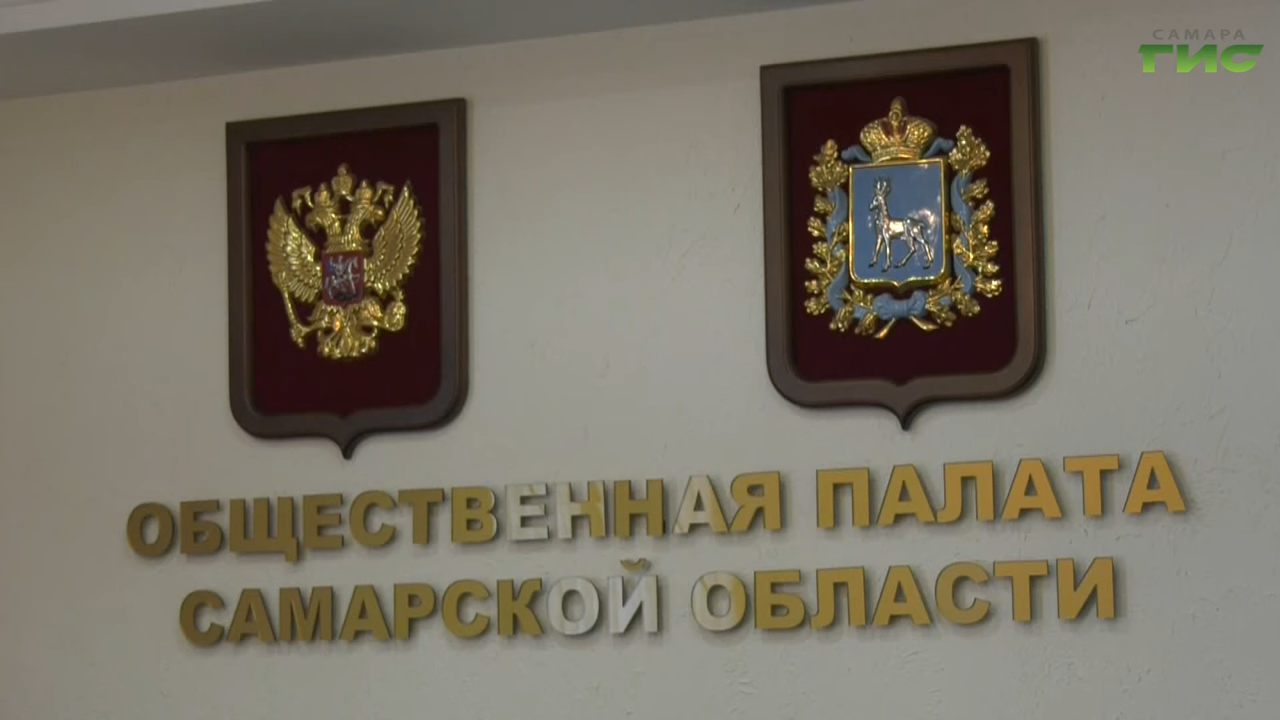 САМАРА
ГИС
ОБЩЕСТВЕННАЯ ПАЛАТА
САМАРСКОЙ ОБЛАСТИ